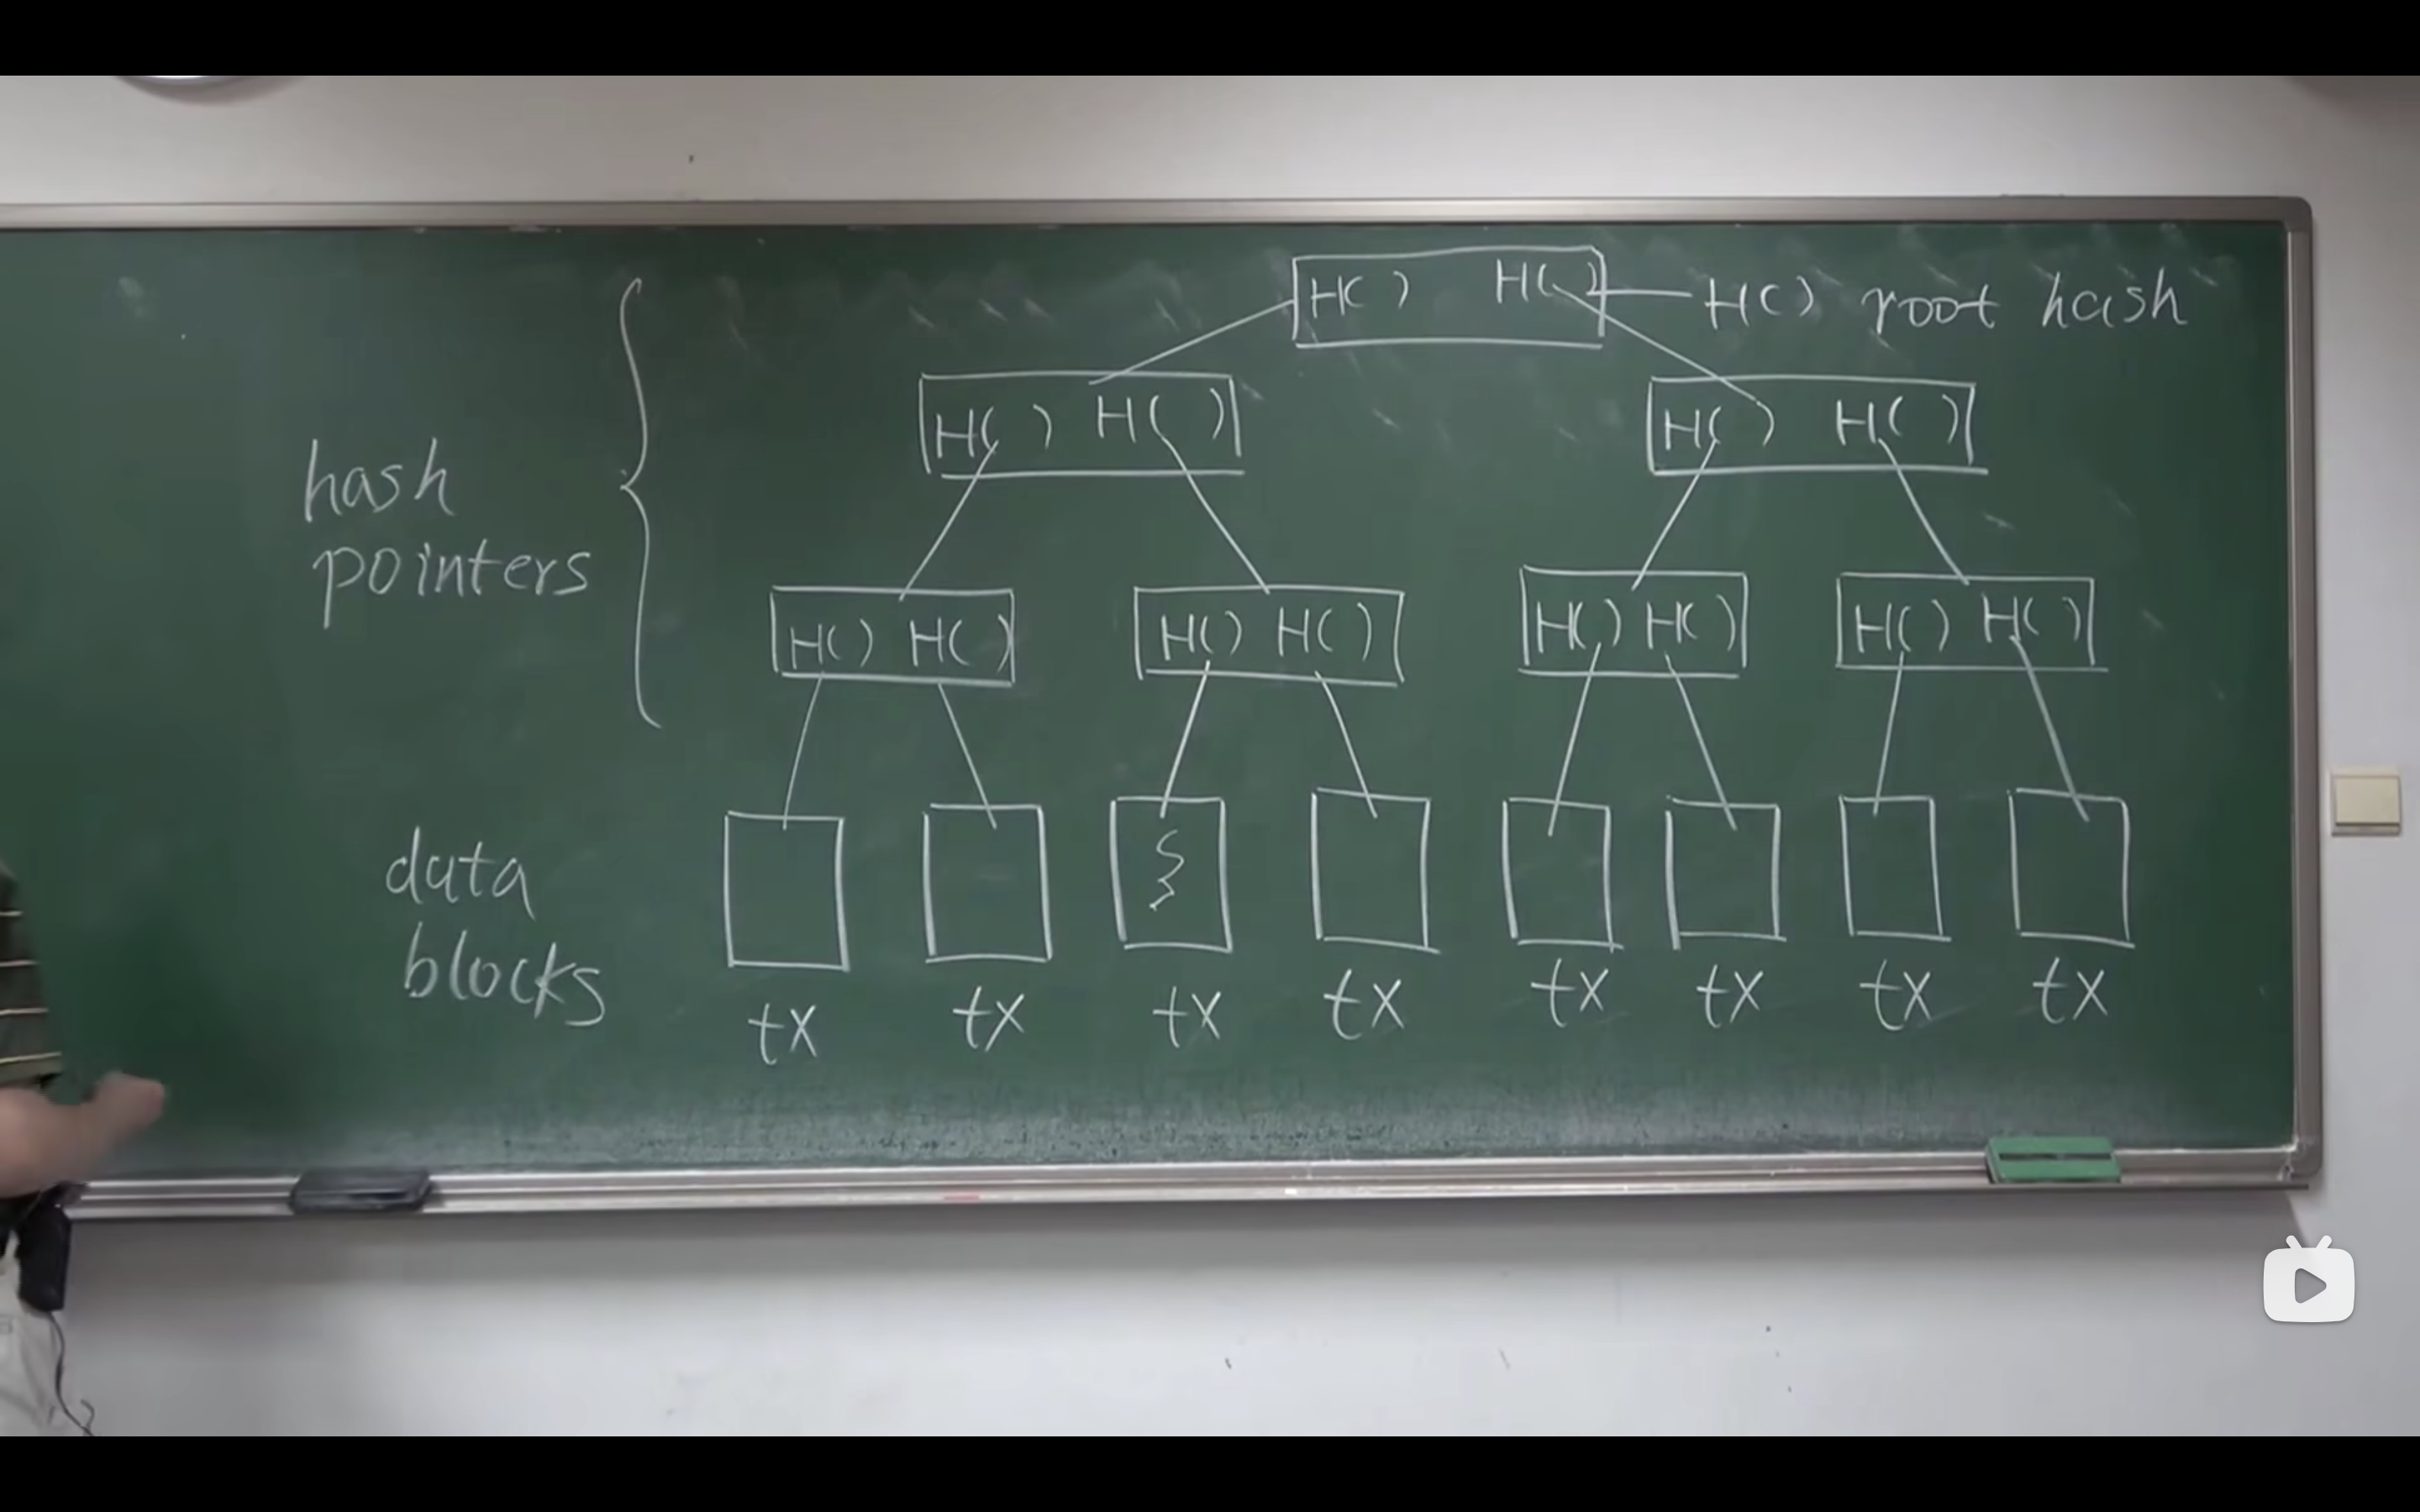 H( ) H( ) H( ) root hash
H( ) H( ) H( ) H( )
hash
pointers
H( ) H( ) H( ) H( ) H( ) H( ) H( ) H( )
data
blocks
tx tx tx tx tx tx tx tx